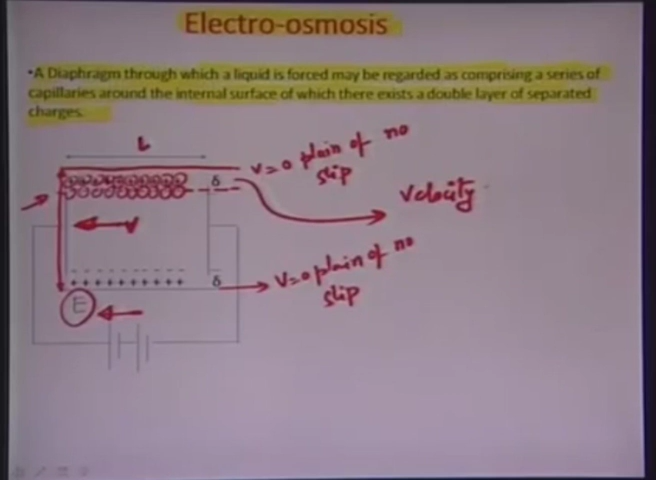 Electro-osmosis
•A Diaphragm through which a liquid is forced may be regarded as comprising a series of
capillaries around the internal surface of which there exists a double layer of separated
charges.
L
V=0 plain of no
slip
δ
Velocity
V
- - - - - - - - - -
+ + + + + + + + + +
δ
V=0 plain of no
slip
E